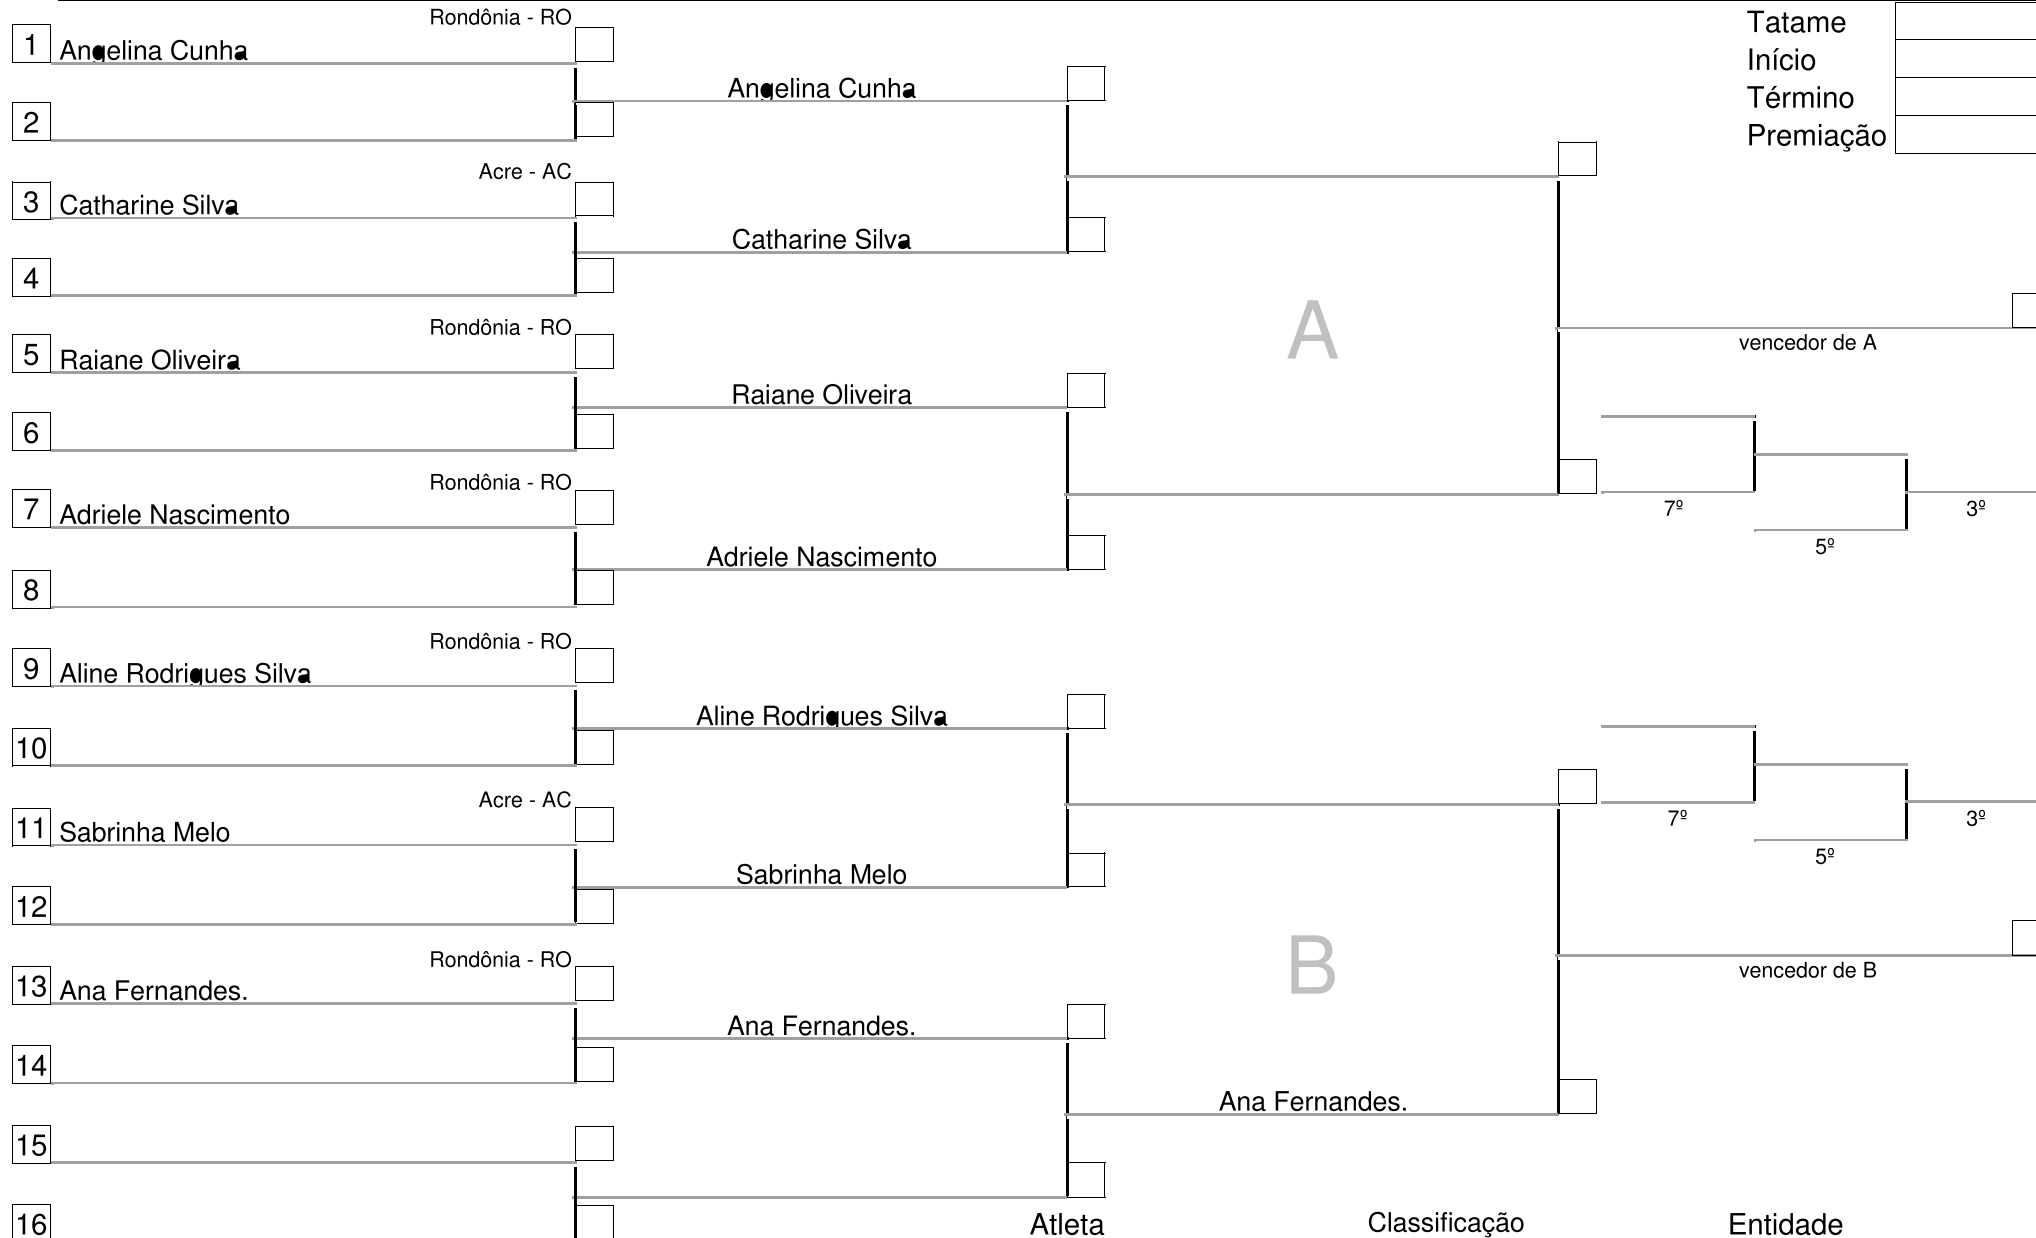 Rondônia - RO
1 Angelina Cunha
Angelina Cunha
2
Acre - AC
3 Catharine Silva
Catharine Silva
4
Rondônia - RO
5 Raiane Oliveira
Raiane Oliveira
6
Rondônia - RO
7 Adriele Nascimento
Adriele Nascimento
8
Rondônia - RO
9 Aline Rodrigues Silva
Aline Rodrigues Silva
10
Acre - AC
11 Sabrinha Melo
Sabrinha Melo
12
Rondônia - RO
13 Ana Fernandes.
Ana Fernandes.
14
Ana Fernandes.
15
16
A
B
Tatame
Início
Término
Premiação
vencedor de A
7º
3º
5º
7º
3º
5º
vencedor de B
Atleta Classificação Entidade